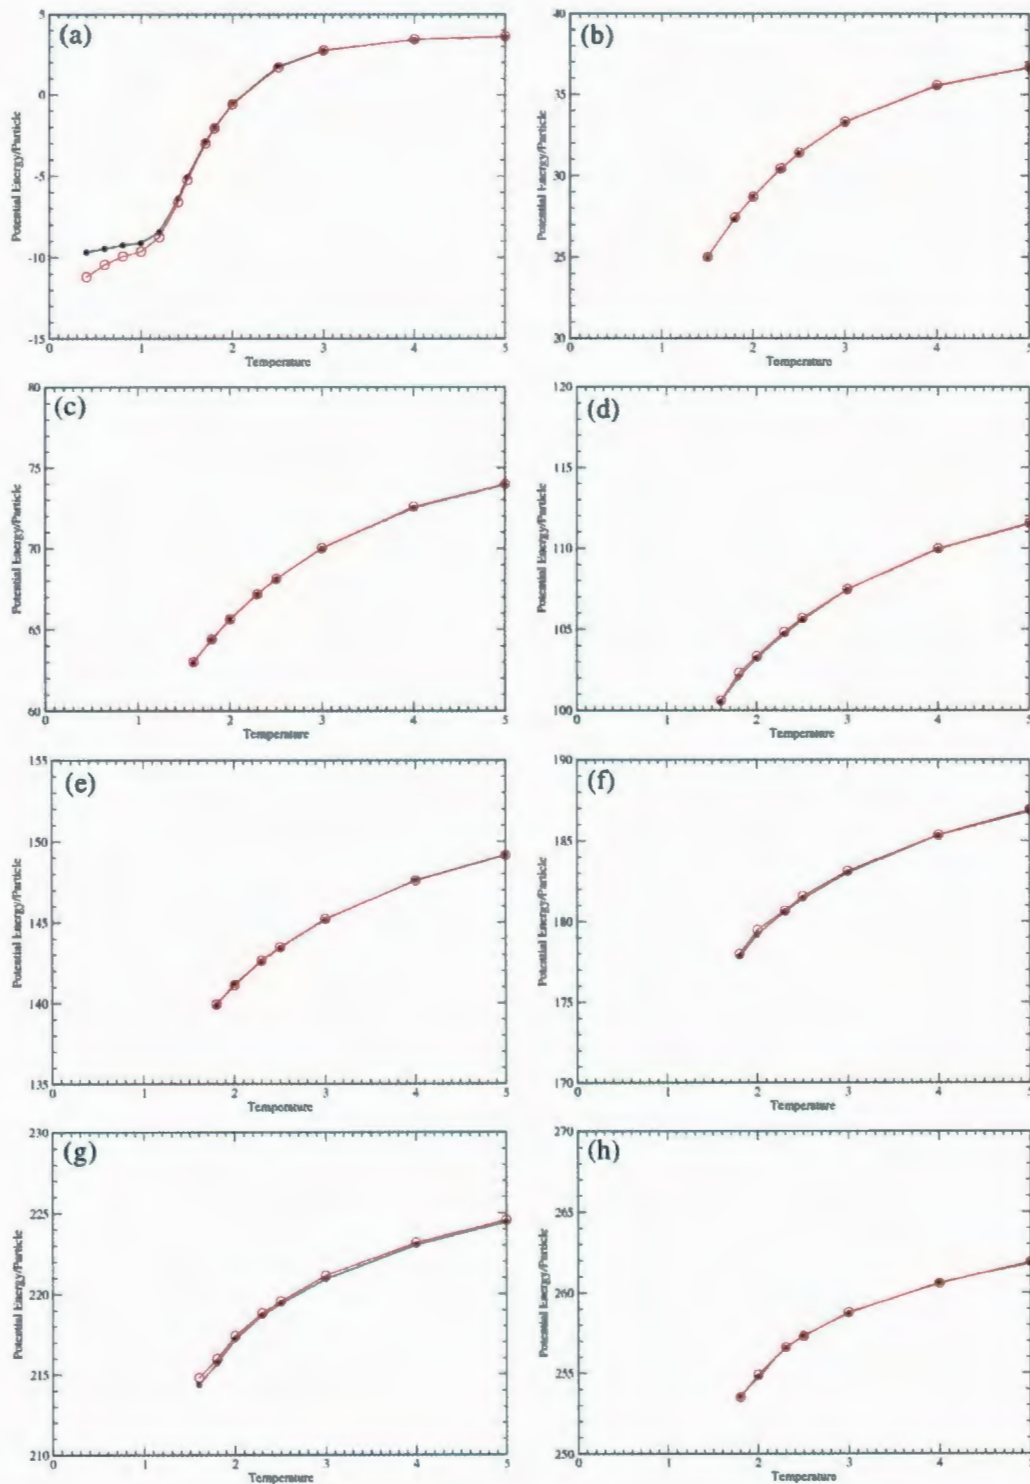 (a)
Potential Energy/Particle
5
0
-5
-10
-15
0 1 2 3 4 5
Temperature
(b)
Potential Energy/Particle
40
35
30
25
20
0 1 2 3 4 5
Temperature
(c)
Potential Energy/Particle
80
75
70
65
60
0 1 2 3 4 5
Temperature
(d)
Potential Energy/Particle
120
115
110
105
100
0 1 2 3 4 5
Temperature
(e)
Potential Energy/Particle
155
150
145
140
135
0 1 2 3 4 5
Temperature
(f)
Potential Energy/Particle
190
185
180
175
170
0 1 2 3 4 5
Temperature
(g)
Potential Energy/Particle
230
225
220
215
210
0 1 2 3 4 5
Temperature
(h)
Potential Energy/Particle
270
265
260
255
250
0 1 2 3 4 5
Temperature